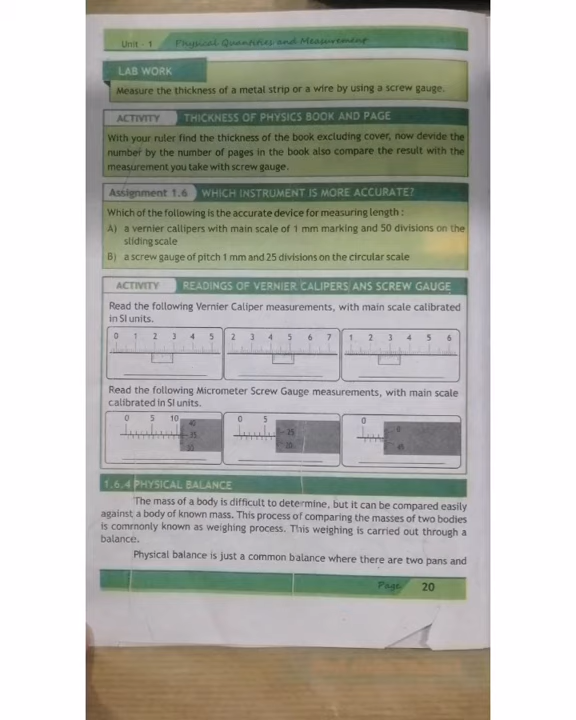 Unit - 1 Physical Quantities and Measurement
LAB WORK
Measure the thickness of a metal strip or a wire by using a screw gauge.
ACTIVITY THICKNESS OF PHYSICS BOOK AND PAGE
With your ruler find the thickness of the book excluding cover, now devide the
number by the number of pages in the book also compare the result with the
measurement you take with screw gauge.
Assignment 1.6 WHICH INSTRUMENT IS MORE ACCURATE?
Which of the following is the accurate device for measuring length :
A) a vernier callipers with main scale of 1 mm marking and 50 divisions on the
sliding scale
B) a screw gauge of pitch 1 mm and 25 divisions on the circular scale
ACTIVITY READINGS OF VERNIER CALIPERS ANS SCREW GAUGE
Read the following Vernier Caliper measurements, with main scale calibrated
in SI units.
0 1 2 3 4 5 2 3 4 5 6 7 1 2 3 4 5 6
Read the following Micrometer Screw Gauge measurements, with main scale
calibrated in SI units.
0 5 10 0 5 0
25
20
1.6.4 PHYSICAL BALANCE
The mass of a body is difficult to determine, but it can be compared easily
against a body of known mass. This process of comparing the masses of two bodies
is commonly known as weighing process. This weighing is carried out through a
balance.
Physical balance is just a common balance where there are two pans and
Page 20